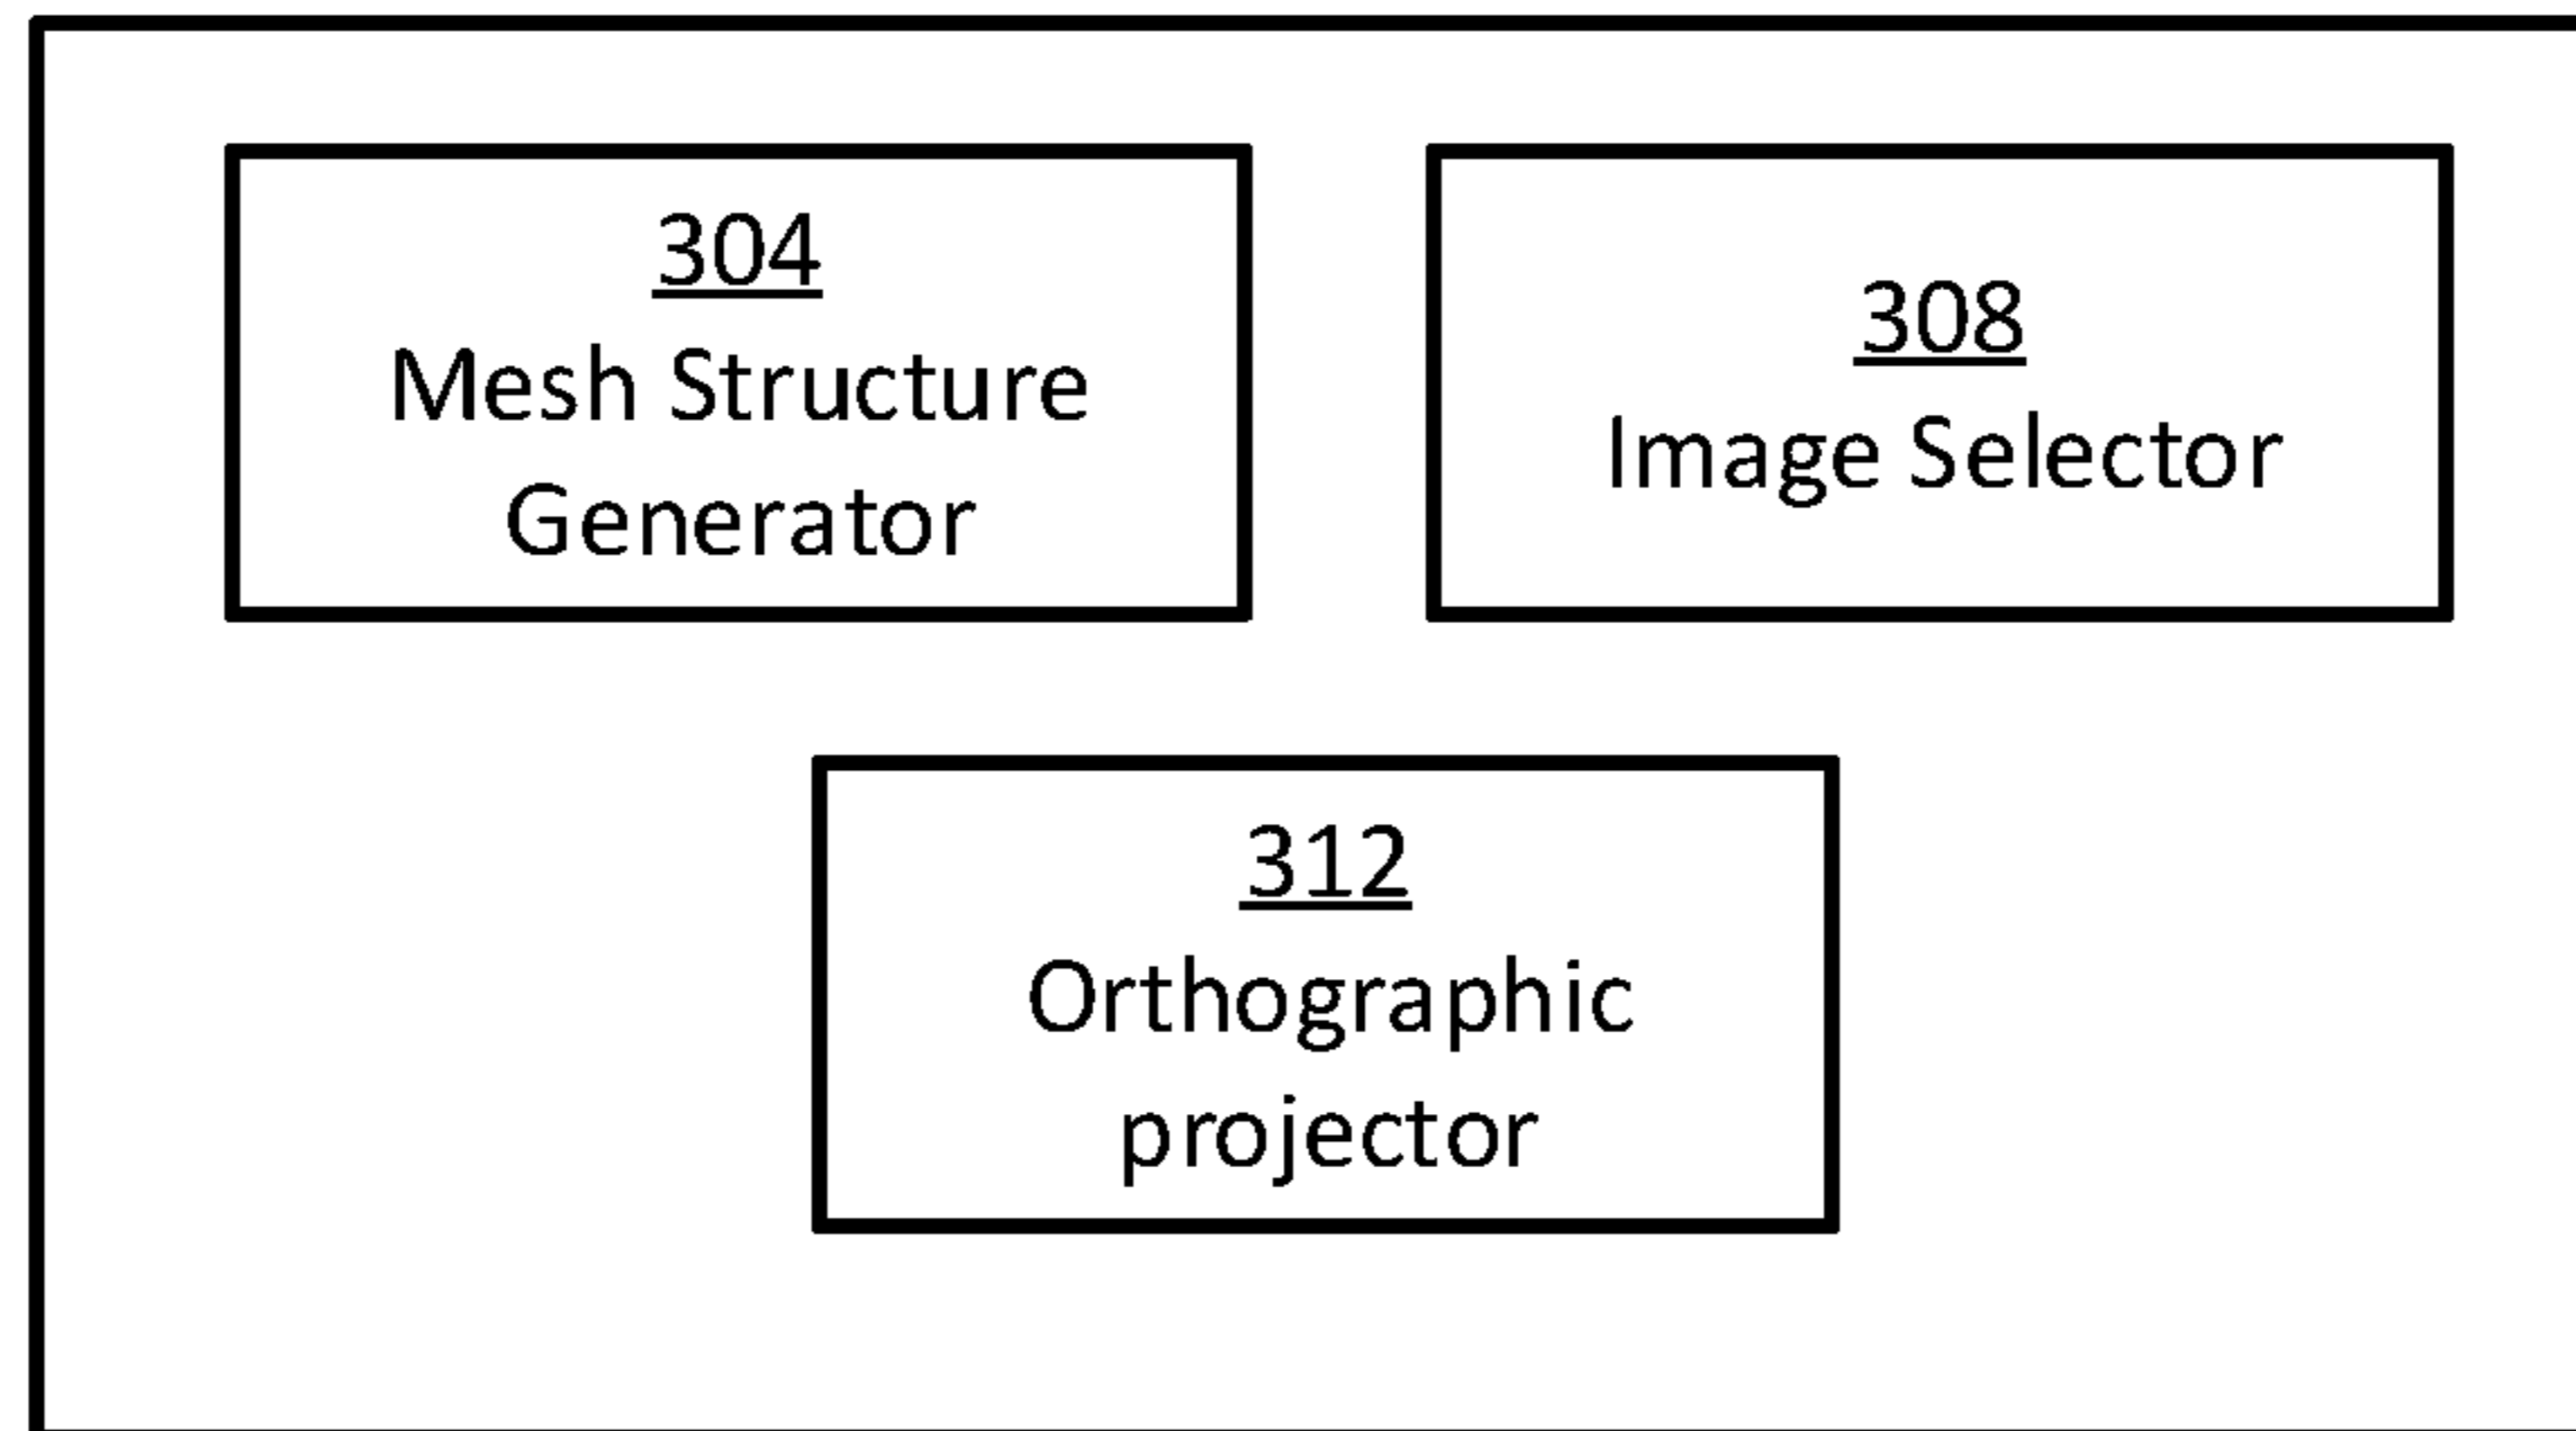 304
Mesh Structure
Generator
308
Image Selector
312
Orthographic
projector